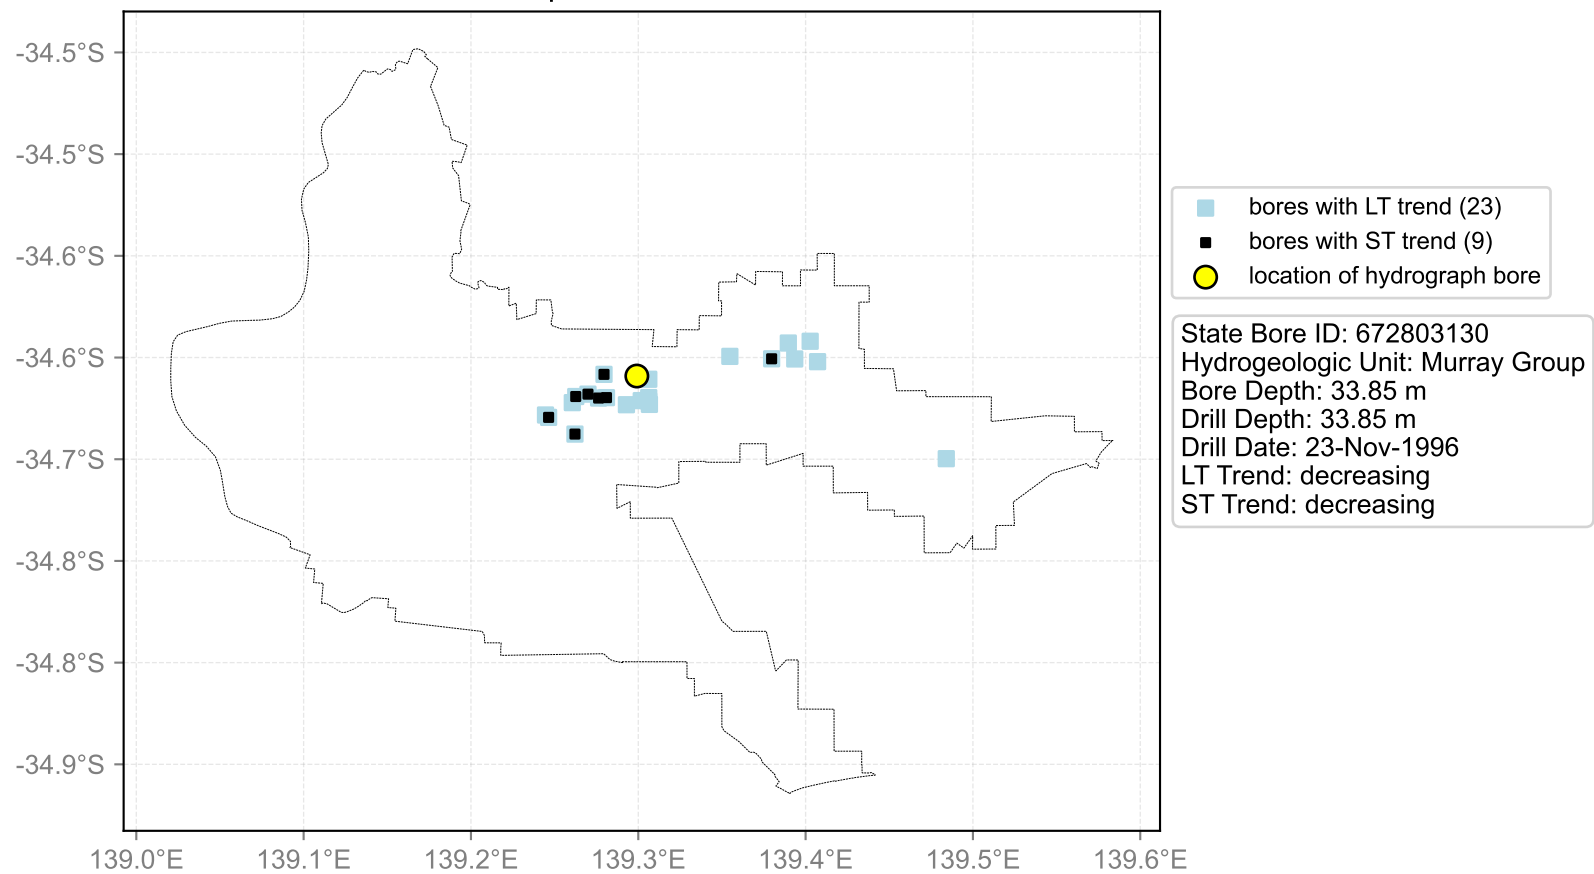 -34.5°S
-34.5°S
-34.6°S
-34.6°S
-34.7°S
-34.8°S
-34.8°S
-34.9°S
139.0°E
139.1°E
139.2°E
139.3°E
139.4°E
139.5°E
139.6°E
bores with LT trend (23)
bores with ST trend (9)
location of hydrograph bore
State Bore ID: 672803130
Hydrogeologic Unit: Murray Group
Bore Depth: 33.85 m
Drill Depth: 33.85 m
Drill Date: 23-Nov-1996
LT Trend: decreasing
ST Trend: decreasing